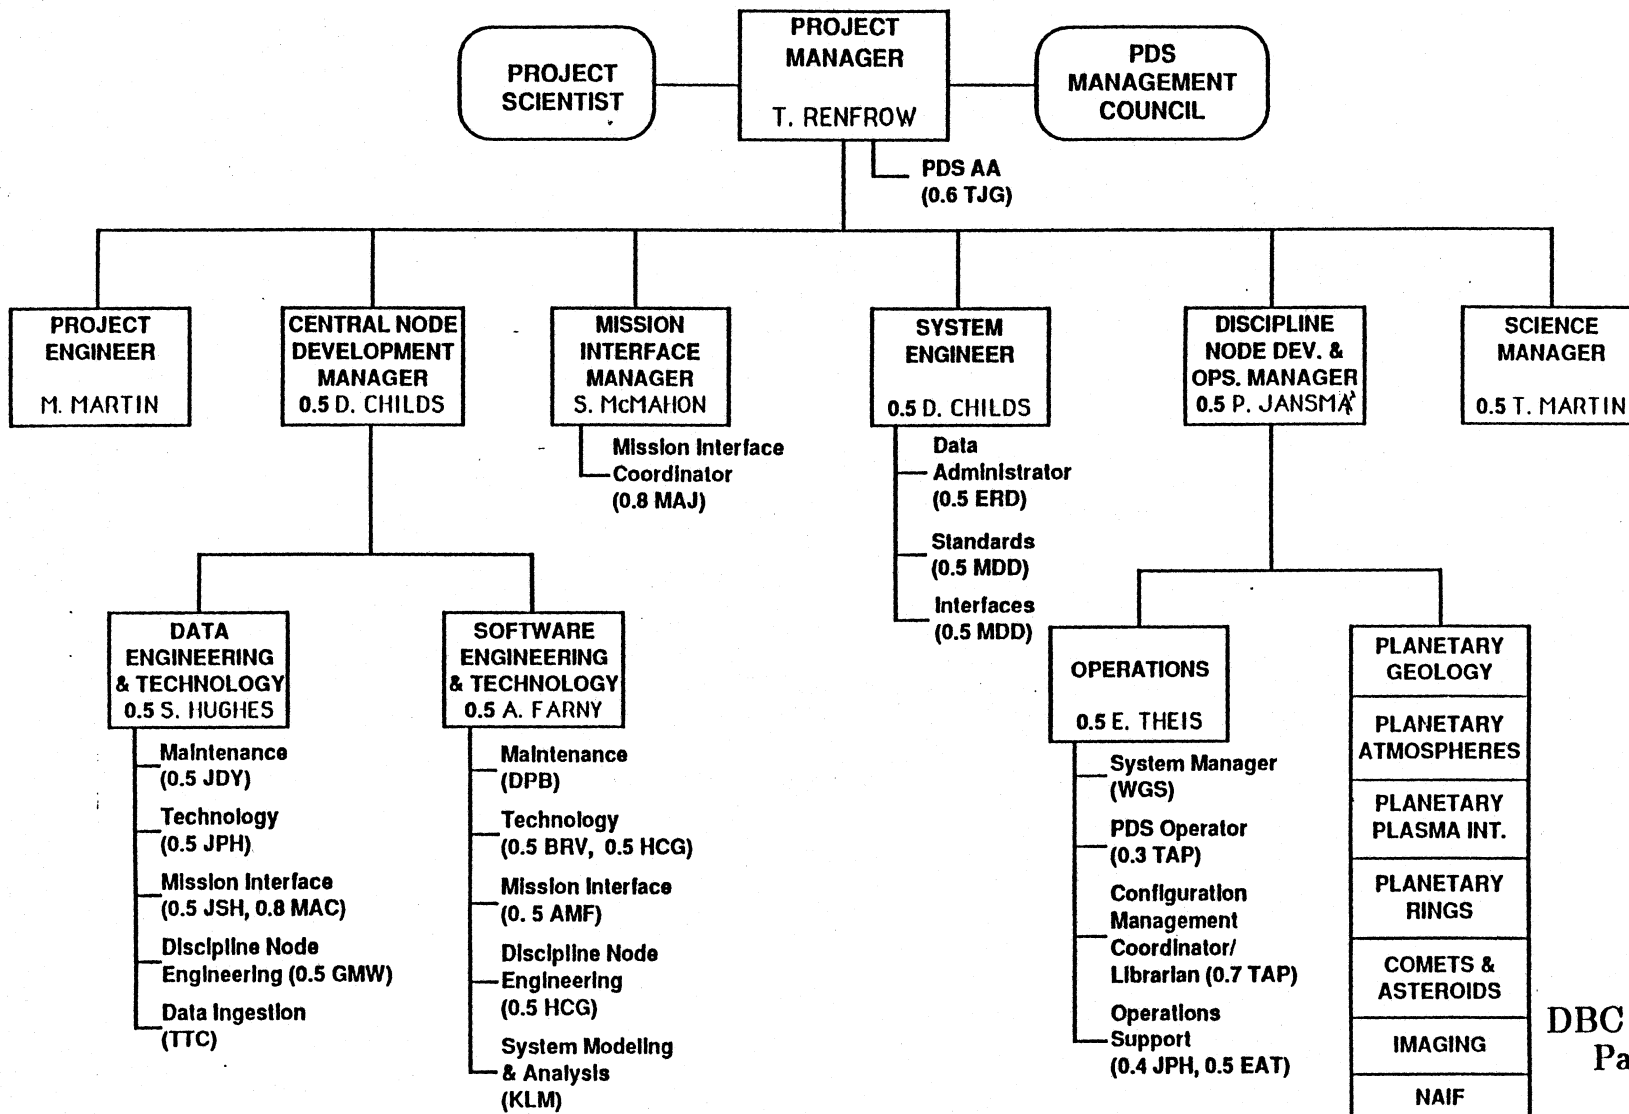 PROJECT
SCIENTIST
PROJECT
MANAGER
T. RENFROW
PDS
MANAGEMENT
COUNCIL
PDS AA
(0.6 TJG)
PROJECT
ENGINEER
M. MARTIN
CENTRAL NODE
DEVELOPMENT
MANAGER
0.5 D. CHILDS
MISSION
INTERFACE
MANAGER
S. McMAHON
Mission Interface
Coordinator
(0.8 MAJ)
SYSTEM
ENGINEER
0.5 D. CHILDS
Data
Administrator
(0.5 ERD)
Standards
(0.5 MDD)
Interfaces
(0.5 MDD)
DISCIPLINE
NODE DEV. &
OPS. MANAGER
0.5 P. JANSMA
SCIENCE
MANAGER
0.5 T. MARTIN
DATA
ENGINEERING
& TECHNOLOGY
0.5 S. HUGHES
Maintenance
(0.5 JDY)
Technology
(0.5 JPH)
Mission Interface
(0.5 JSH, 0.8 MAC)
Discipline Node
Engineering (0.5 GMW)
Data Ingestion
(TTC)
SOFTWARE
ENGINEERING
& TECHNOLOGY
0.5 A. FARNY
Maintenance
(DPB)
Technology
(0.5 BRV, 0.5 HCG)
Mission Interface
(0. 5 AMF)
Discipline Node
Engineering
(0.5 HCG)
System Modeling
& Analysis
(KLM)
OPERATIONS
0.5 E. THEIS
System Manager
(WGS)
PDS Operator
(0.3 TAP)
Configuration
Management
Coordinator/
Librarian (0.7 TAP)
Operations
Support
(0.4 JPH, 0.5 EAT)
PLANETARY
GEOLOGY
PLANETARY
ATMOSPHERES
PLANETARY
PLASMA INT.
PLANETARY
RINGS
COMETS &
ASTEROIDS
IMAGING
NAIF
DBC
Pa